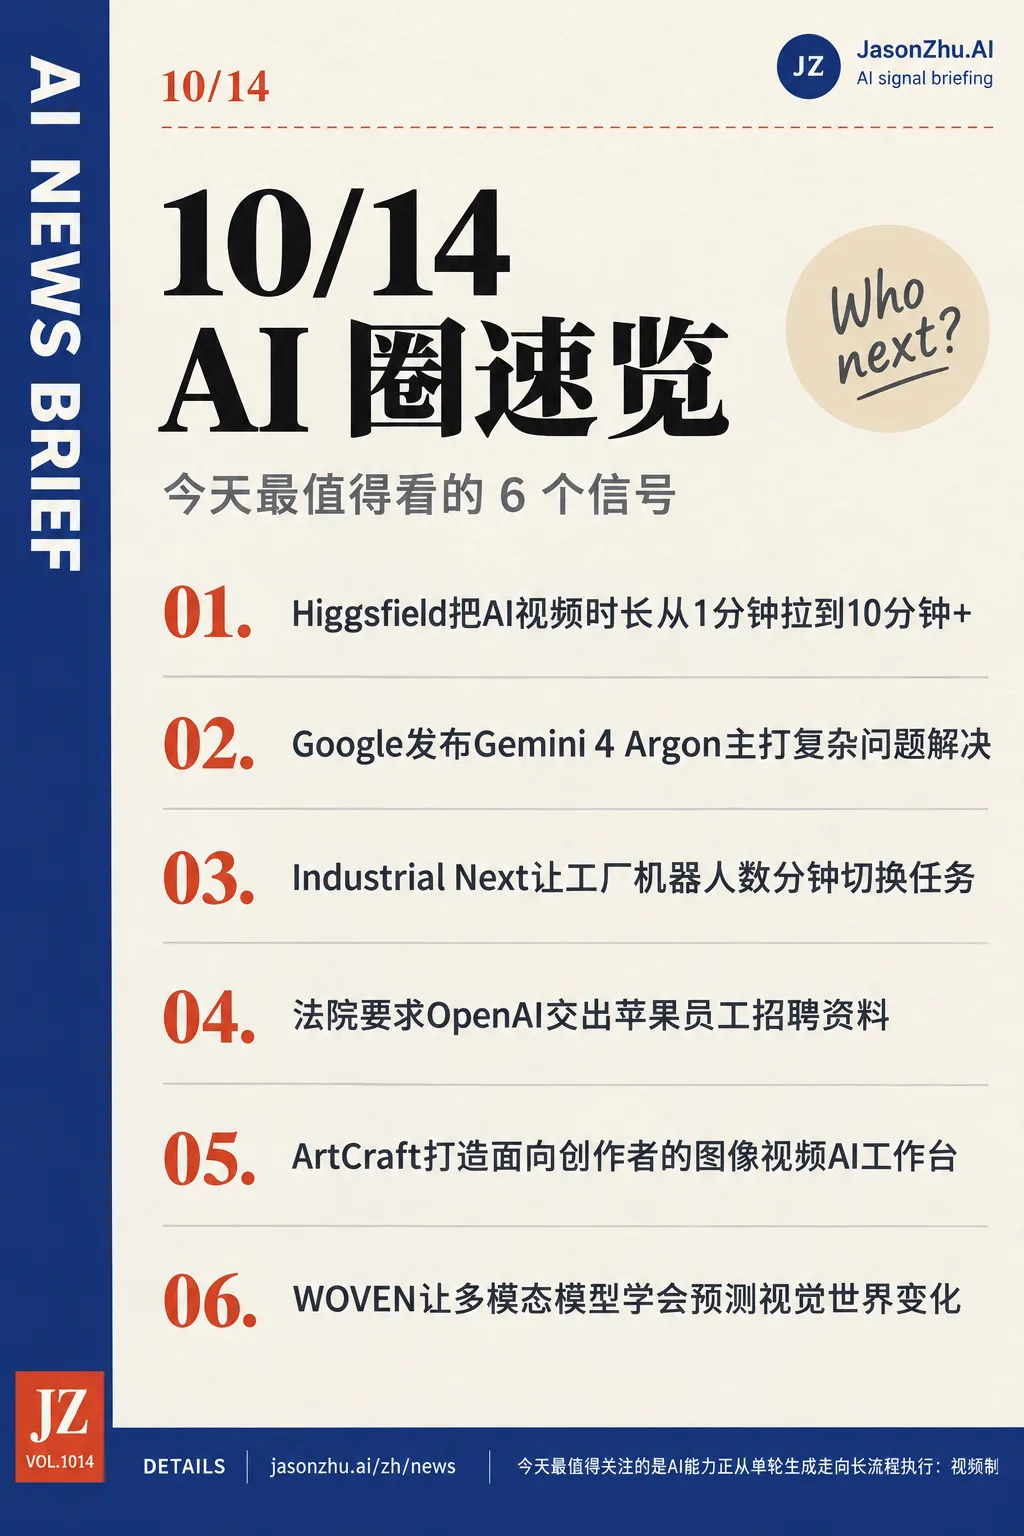 AI NEWS BRIEF
10/14
JZ
JasonZhu.AI
AI signal briefing
10/14
AI 圈速览
Who
next?
今天最值得看的 6 个信号
01. Higgsfield把AI视频时长从1分钟拉到10分钟+
02. Google发布Gemini 4 Argon主打复杂问题解决
03. Industrial Next让工厂机器人数分钟切换任务
04. 法院要求OpenAI交出苹果员工招聘资料
05. ArtCraft打造面向创作者的图像视频AI工作台
06. WOVEN让多模态模型学会预测视觉世界变化
JZ
VOL.1014
DETAILS
jasonzhu.ai/zh/news
今天最值得关注的是AI能力正从单轮生成走向长流程执行：视频制